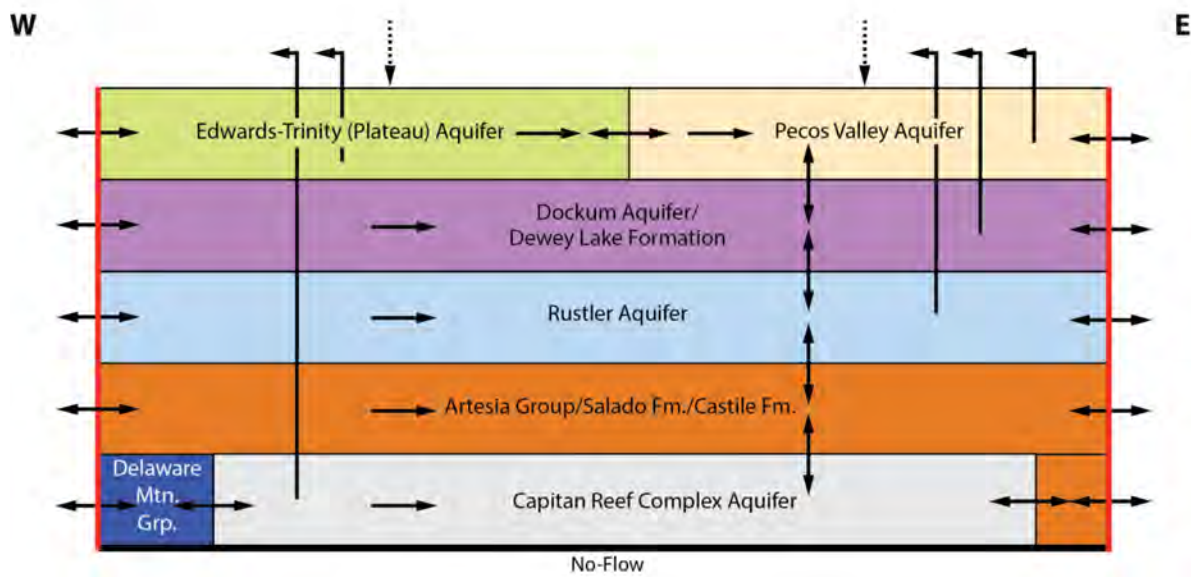 W
E
Edwards-Trinity (Plateau) Aquifer
Pecos Valley Aquifer
Dockum Aquifer/
Dewey Lake Formation
Rustler Aquifer
Artesia Group/Salado Fm./Castile Fm.
Delaware
Mtn.
Grp.
Capitan Reef Complex Aquifer
No-Flow